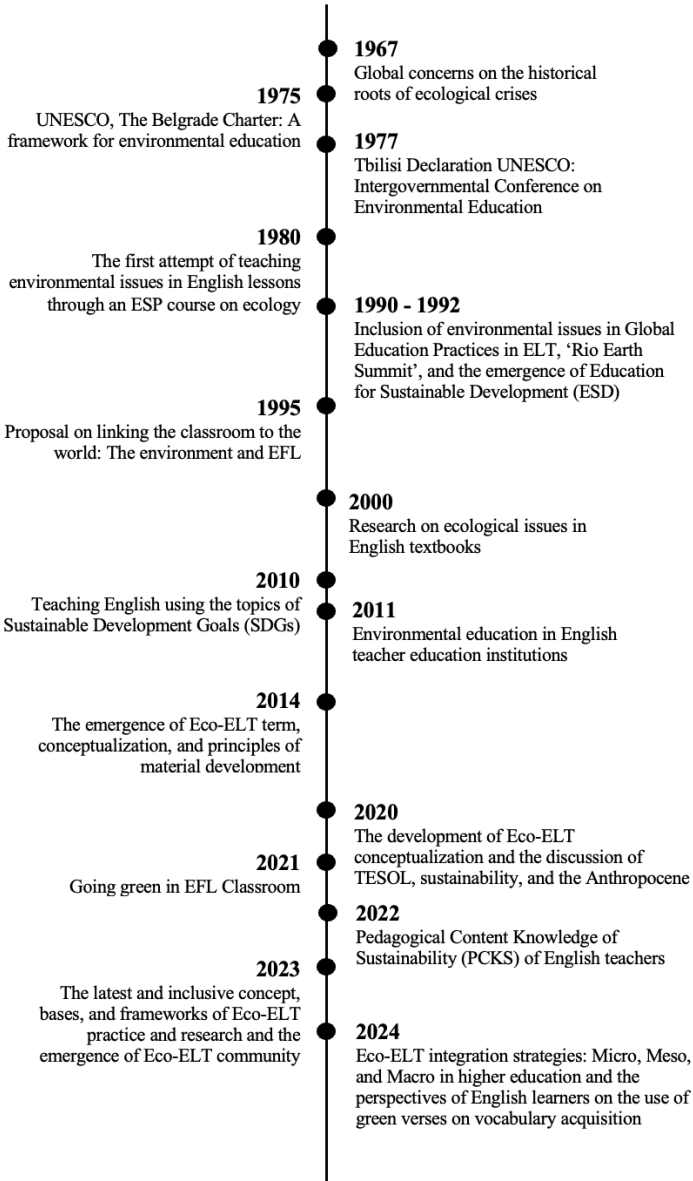 1967
Global concerns on the historical
roots of ecological crises
1975
UNESCO, The Belgrade Charter: A
framework for environmental education
1977
Tbilisi Declaration UNESCO:
Intergovernmental Conference on
Environmental Education
1980
The first attempt of teaching
environmental issues in English lessons
through an ESP course on ecology
1990 - 1992
Inclusion of environmental issues in Global
Education Practices in ELT, ‘Rio Earth
Summit’, and the emergence of Education
for Sustainable Development (ESD)
1995
Proposal on linking the classroom to the
world: The environment and EFL
2000
Research on ecological issues in
English textbooks
2010
Teaching English using the topics of
Sustainable Development Goals (SDGs)
2011
Environmental education in English
teacher education institutions
2014
The emergence of Eco-ELT term,
conceptualization, and principles of
material development
2020
The development of Eco-ELT
conceptualization and the discussion of
TESOL, sustainability, and the Anthropocene
2021
Going green in EFL Classroom
2022
Pedagogical Content Knowledge of
Sustainability (PCKS) of English teachers
2023
The latest and inclusive concept,
bases, and frameworks of Eco-ELT
practice and research and the
emergence of Eco-ELT community
2024
Eco-ELT integration strategies: Micro, Meso,
and Macro in higher education and the
perspectives of English learners on the use of
green verses on vocabulary acquisition